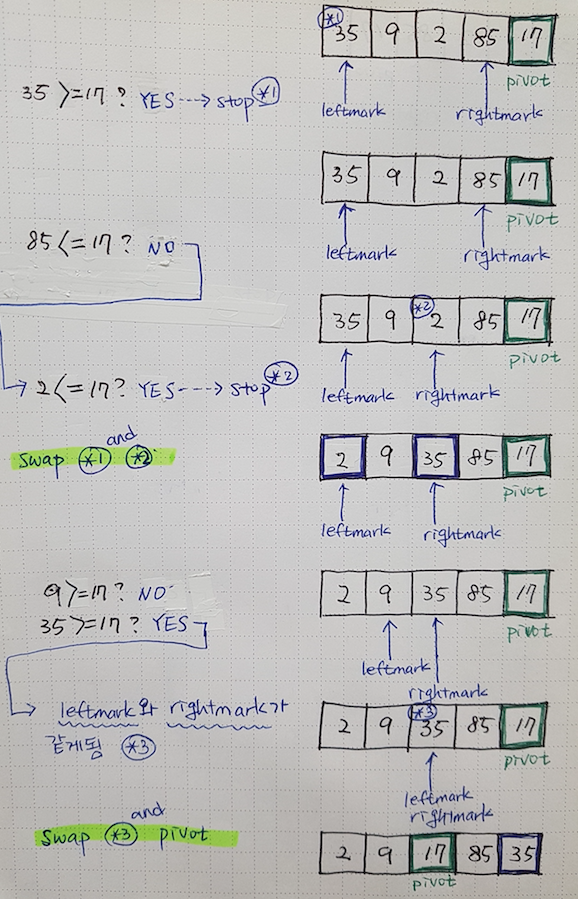 *1
35 9 2 85 17
pivot
35 >=17 ? YES ---> stop *1
leftmark rightmark
35 9 2 85 17
pivot
85 <= 17 ? NO
leftmark rightmark
*2
35 9 2 85 17
pivot
2 <= 17 ? YES ----> stop *2
leftmark rightmark
and
swap *1 *2
2 9 35 85 17
pivot
leftmark rightmark
9 >= 17 ? NO
2 9 35 85 17
35 >= 17 ? YES
pivot
leftmark
rightmark
leftmark와 rightmark가
*3
2 9 35 85 17
같게됨 *3
pivot
leftmark
rightmark
and
swap *3 pivot
2 9 17 85 35
pivot